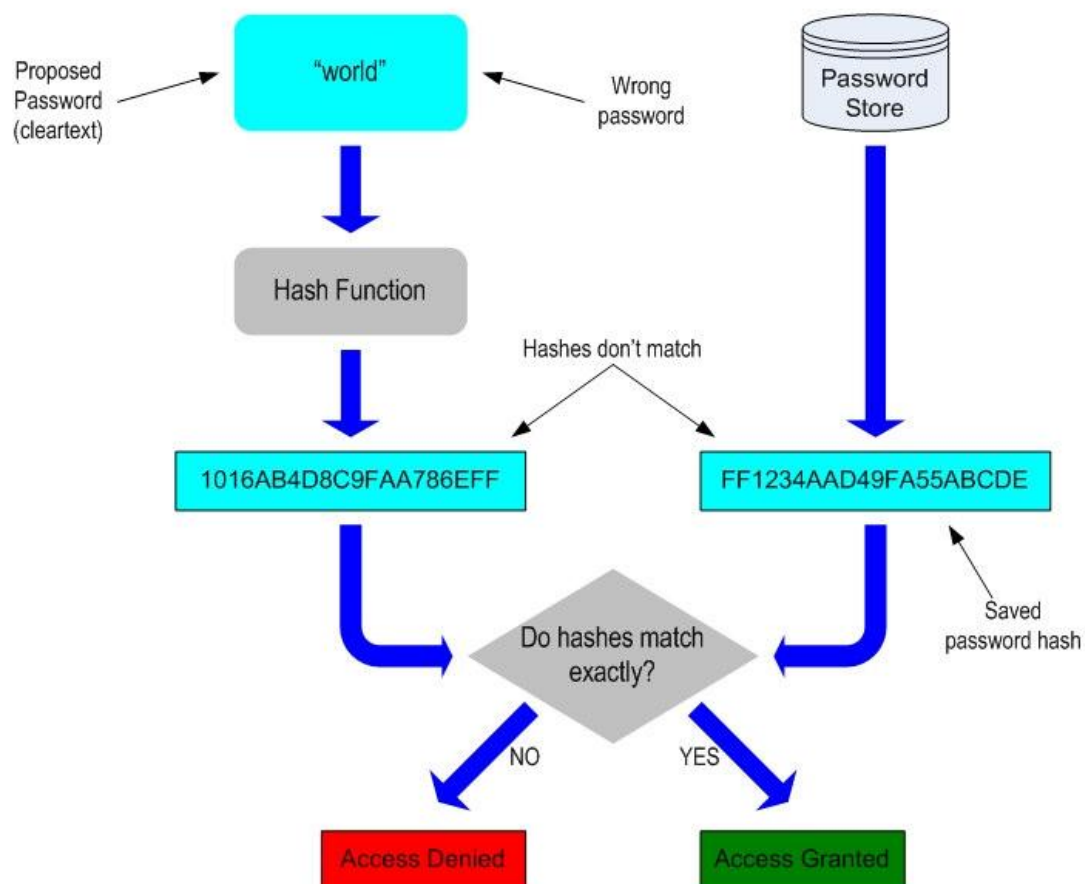 Proposed
Password
(cleartext)
“world”
Wrong
password
Password
Store
Hash Function
Hashes don’t match
1016AB4D8C9FAA786EFF
FF1234AAD49FA55ABCDE
Do hashes match
exactly?
Saved
password hash
NO
YES
Access Denied
Access Granted